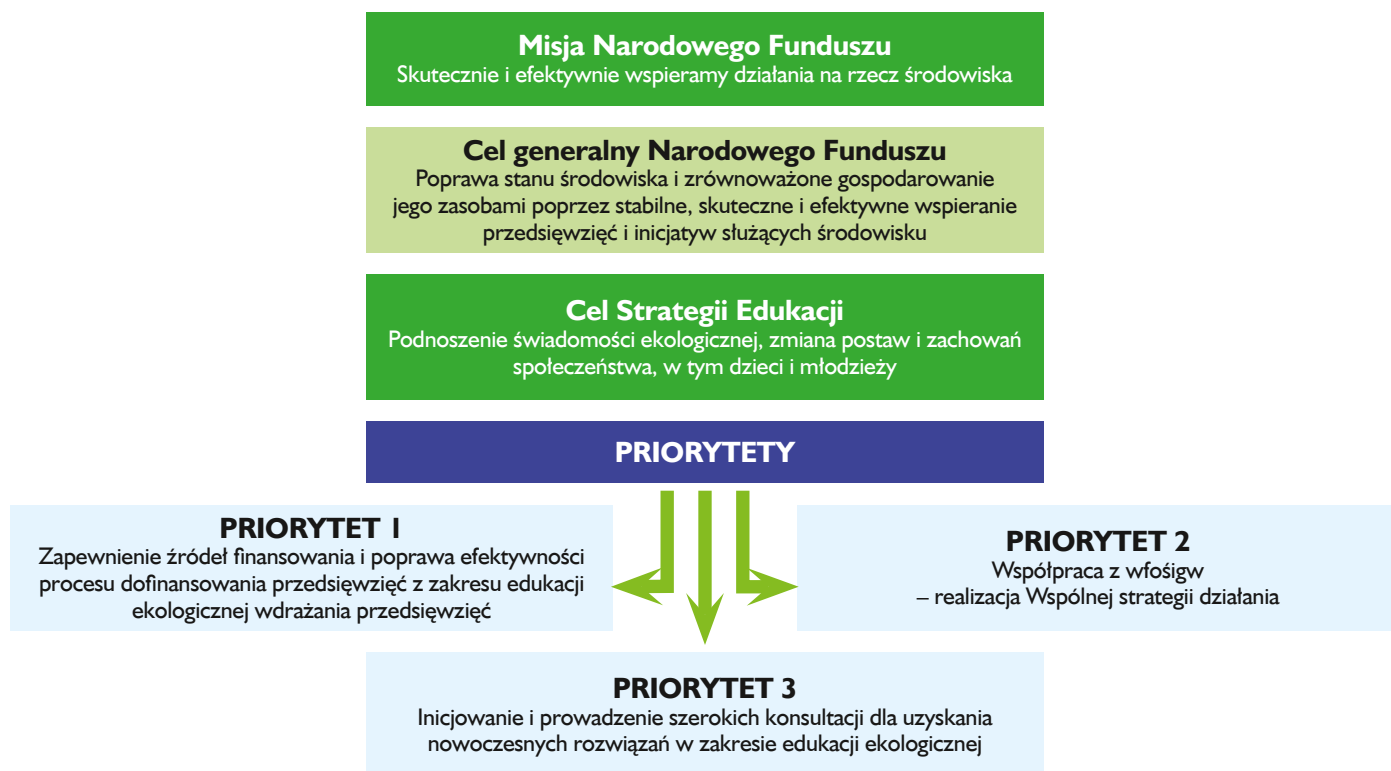 Misja Narodowego Funduszu
Skutecznie i efektywnie wspieramy działania na rzecz środowiska
Cel generalny Narodowego Funduszu
Poprawa stanu środowiska i zrównoważone gospodarowanie
jego zasobami poprzez stabilne, skuteczne i efektywne wspieranie
przedsięwzięć i inicjatyw służących środowisku
Cel Strategii Edukacji
Podnoszenie świadomości ekologicznej, zmiana postaw i zachowań
społeczeństwa, w tym dzieci i młodzieży
PRIORYTETY
PRIORYTET 1
Zapewnienie źródeł finansowania i poprawa efektywności
procesu dofinansowania przedsięwzięć z zakresu edukacji
ekologicznej wdrażania przedsięwzięć
PRIORYTET 2
Współpraca z wfośigw
– realizacja Wspólnej strategii działania
PRIORYTET 3
Inicjowanie i prowadzenie szerokich konsultacji dla uzyskania
nowoczesnych rozwiązań w zakresie edukacji ekologicznej